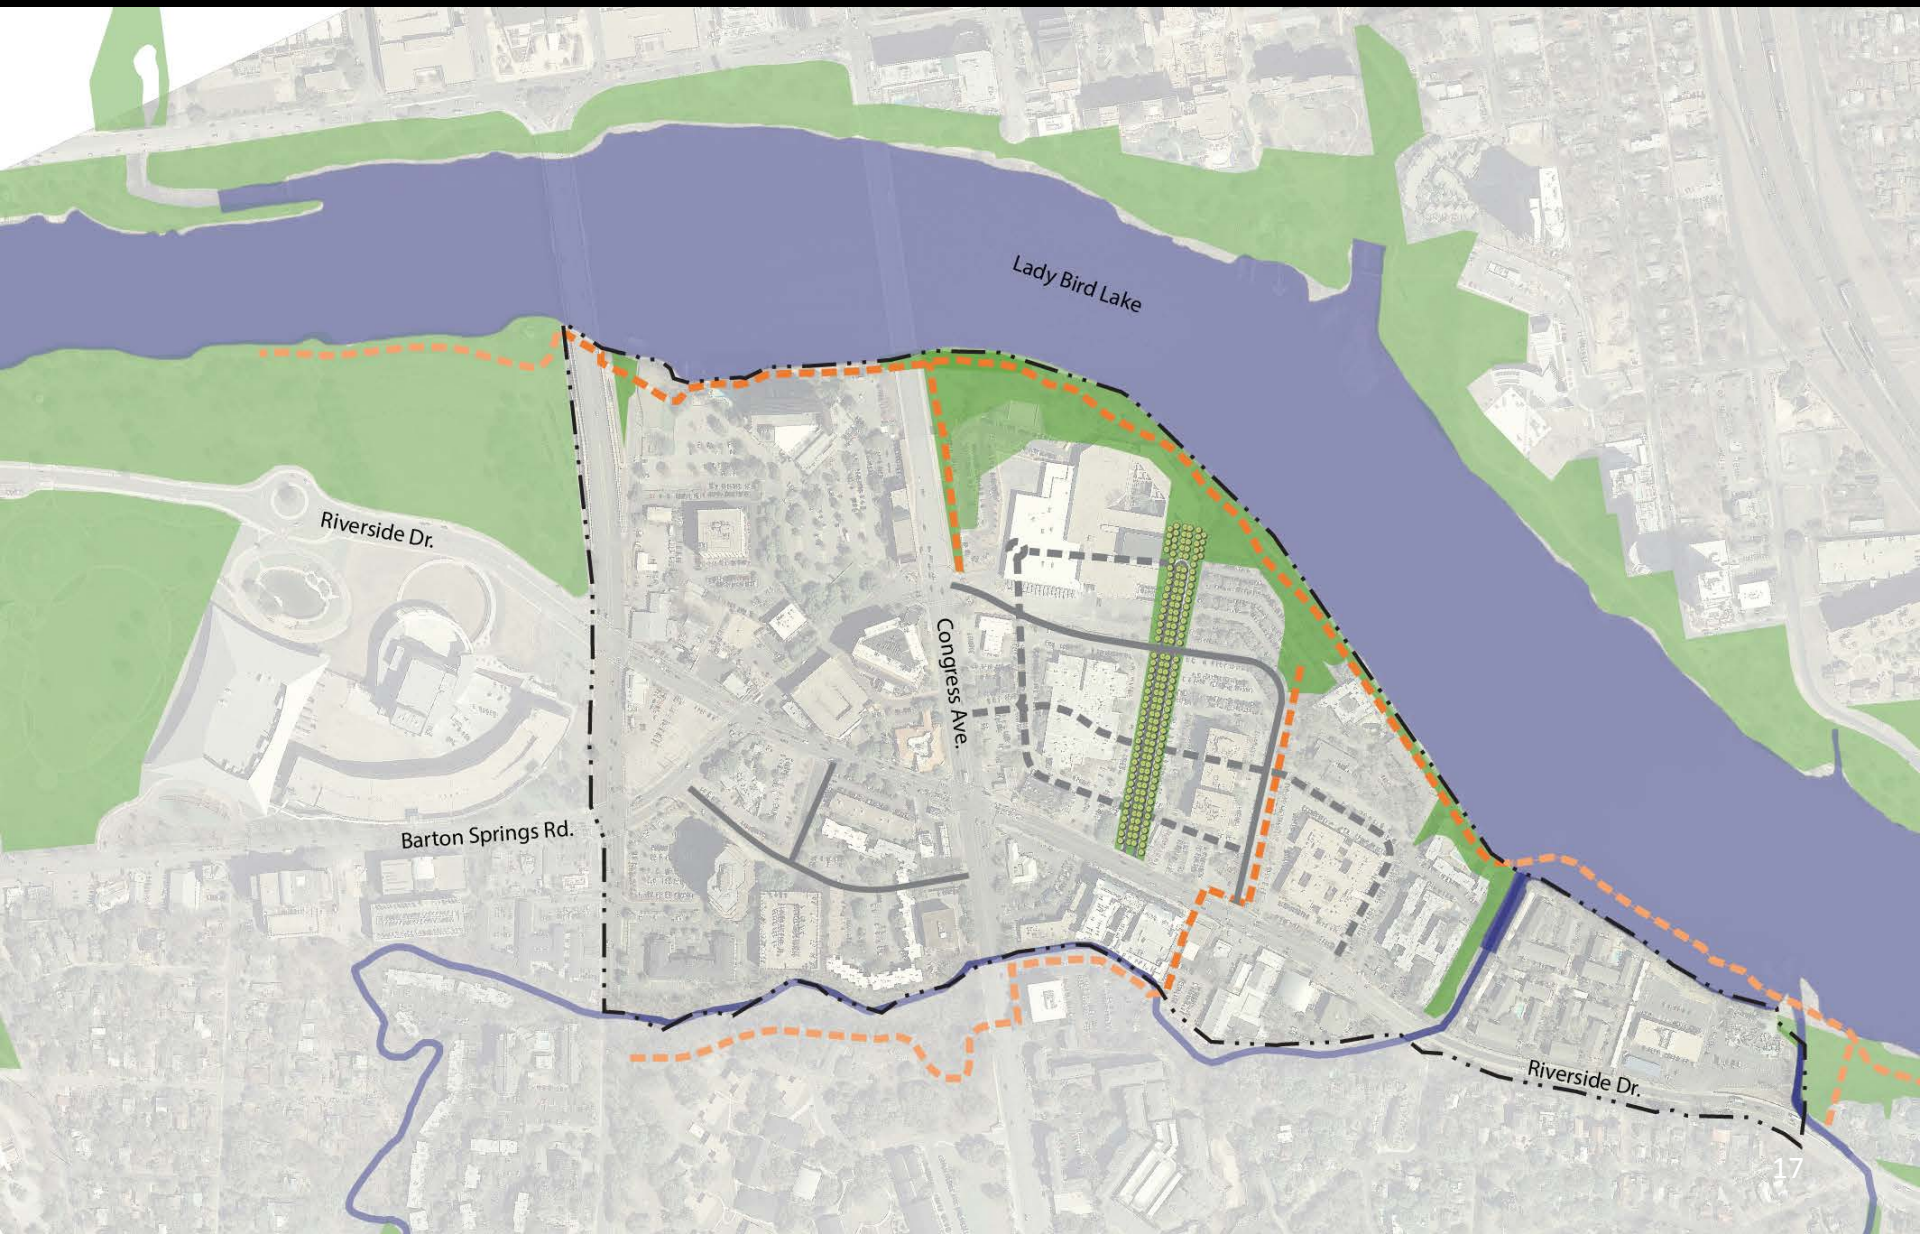 Lady Bird Lake
Riverside Dr.
Congress Ave.
Barton Springs Rd.
Riverside Dr.
17